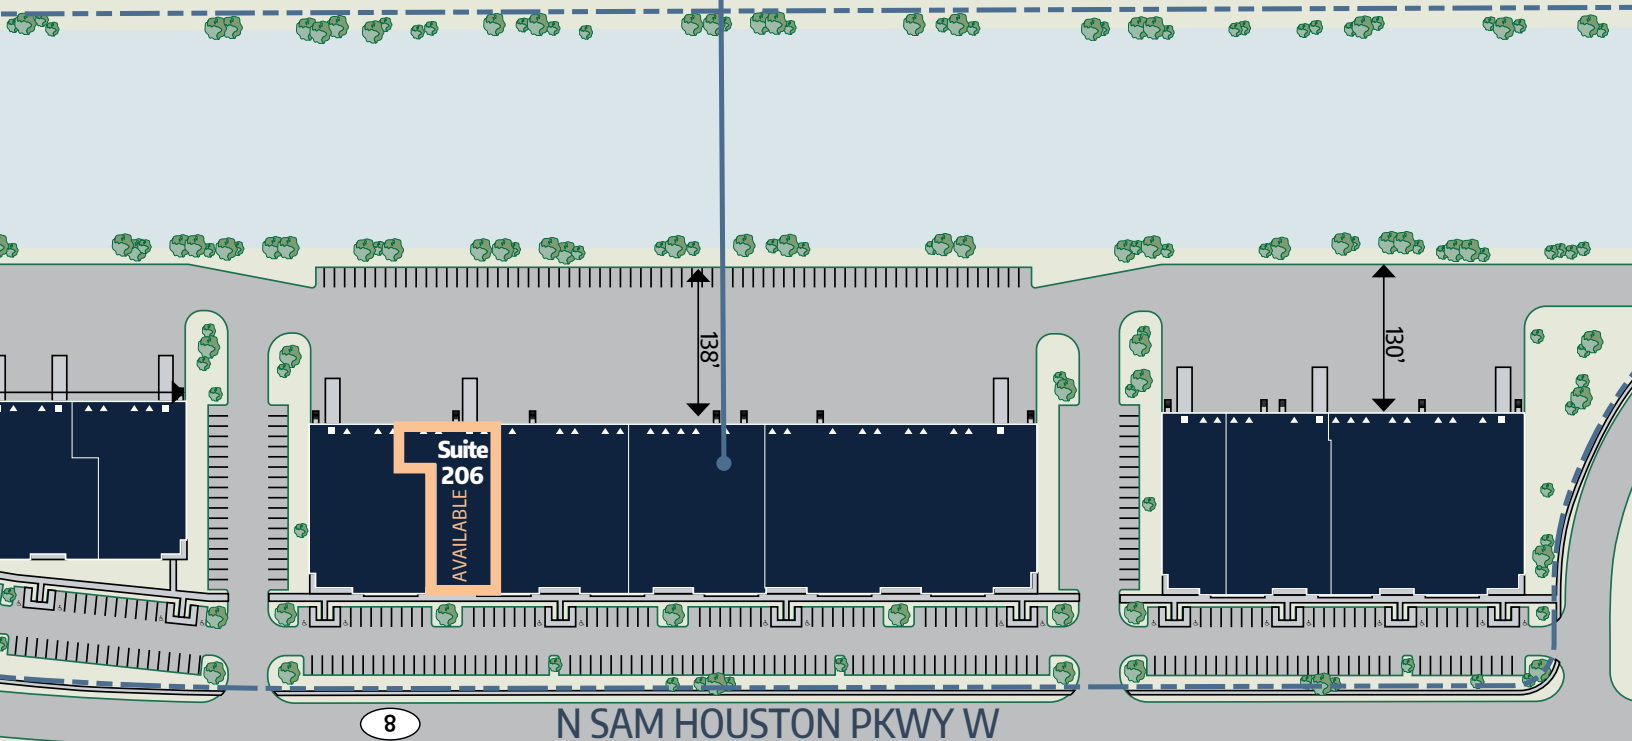 138'
130'
Suite
206
AVAILABLE
8
N SAM HOUSTON PKWY W